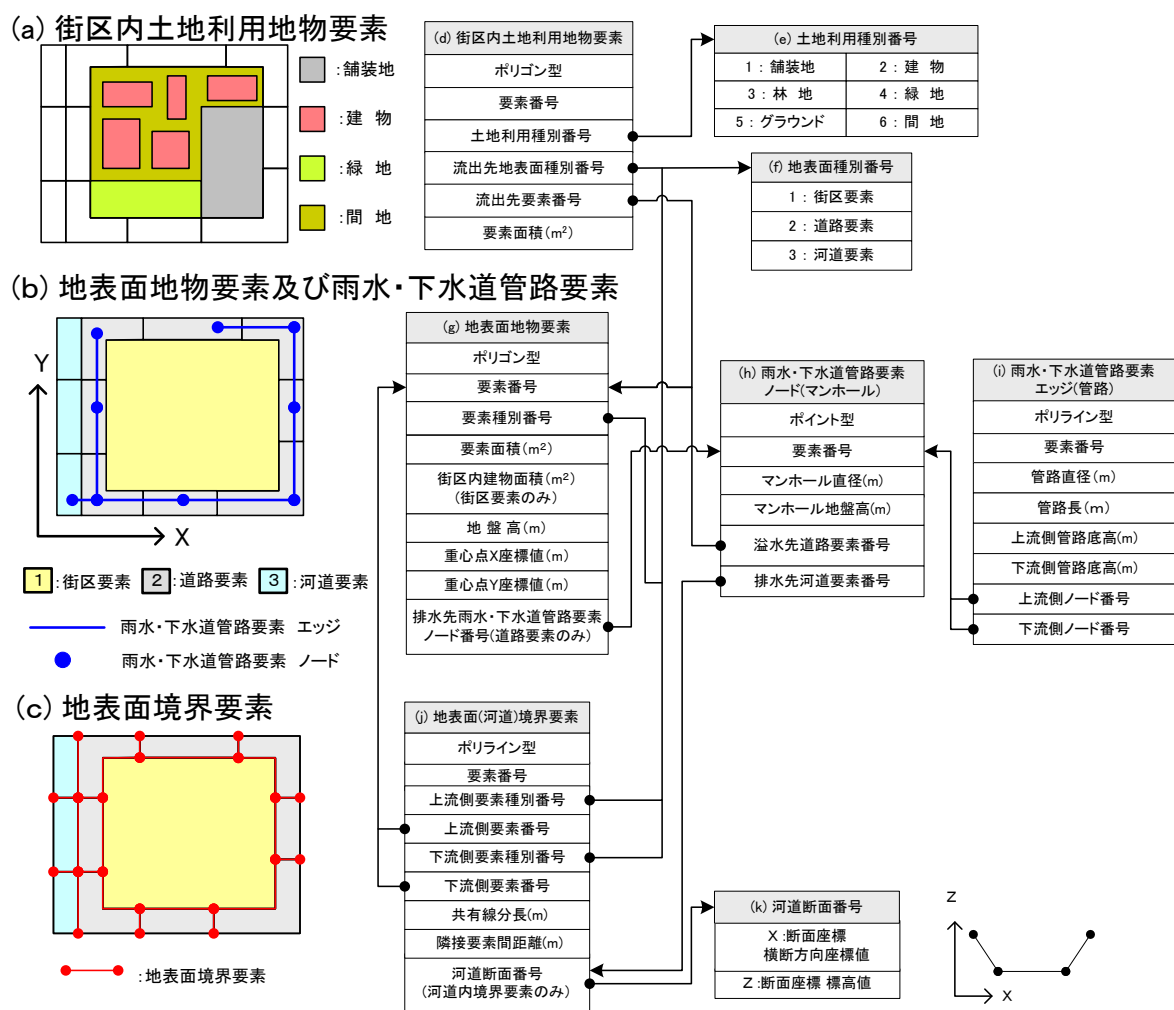 (a) 街区内土地利用地物要素
:舗装地
:建 物
:緑 地
:間 地
(d) 街区内土地利用地物要素
ポリゴン型
要素番号
土地利用種別番号
流出先地表面種別番号
流出先要素番号
要素面積(m²)
(e) 土地利用種別番号
1：舗装地
2：建 物
3：林 地
4：緑 地
5：グラウンド
6：間 地
(f) 地表面種別番号
1：街区要素
2：道路要素
3：河道要素
(b) 地表面地物要素及び雨水・下水道管路要素
Y
X
1:街区要素 2:道路要素 3:河道要素
雨水・下水道管路要素 エッジ
雨水・下水道管路要素 ノード
(g) 地表面地物要素
ポリゴン型
要素番号
要素種別番号
要素面積(m²)
街区内建物面積(m²)
(街区要素のみ)
地 盤 高(m)
重心点X座標値(m)
重心点Y座標値(m)
排水先雨水・下水道管路要素
ノード番号(道路要素のみ)
(h) 雨水・下水道管路要素
ノード(マンホール)
ポイント型
要素番号
マンホール直径(m)
マンホール地盤高(m)
溢水先道路要素番号
排水先河道要素番号
(i) 雨水・下水道管路要素
エッジ(管路)
ポリライン型
要素番号
管路直径(m)
管路長(m)
上流側管路底高(m)
下流側管路底高(m)
上流側ノード番号
下流側ノード番号
(c) 地表面境界要素
:地表面境界要素
(j) 地表面(河道)境界要素
ポリライン型
要素番号
上流側要素種別番号
上流側要素番号
下流側要素種別番号
下流側要素番号
共有線分長(m)
隣接要素間距離(m)
河道断面番号
(河道内境界要素のみ)
(k) 河道断面番号
X:断面座標
横断方向座標値
Z:断面座標 標高値
Z
X